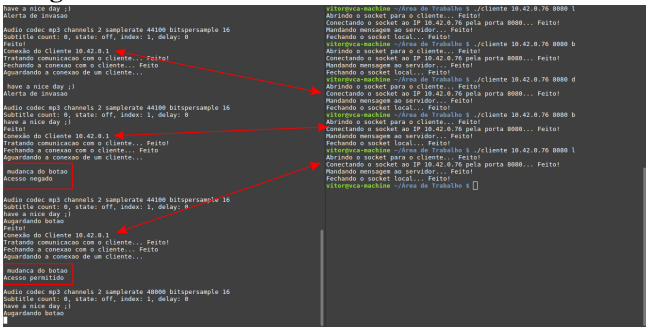 have a nice day ;)
Alerta de invasao
Audio codec mp3 channels 2 samplerate 44100 bitspersample 16
Subtitle count: 0, state: off, index: 1, delay: 0
Feito!
Conexão do Cliente 10.42.0.1
Tratando comunicacao com o cliente... Feito!
Fechando a conexao com o cliente... Feito
Aguardando a conexao de um cliente...
have a nice day ;)
Alerta de invasao
Audio codec mp3 channels 2 samplerate 44100 bitspersample 16
Subtitle count: 0, state: off, index: 1, delay: 0
have a nice day ;)
Feito!
Conexão do Cliente 10.42.0.1
Tratando comunicacao com o cliente... Feito!
Fechando a conexao com o cliente... Feito
Aguardando a conexao de um cliente...
mudanca do botao
Acesso negado
Audio codec mp3 channels 2 samplerate 44100 bitspersample 16
Subtitle count: 0, state: off, index: 1, delay: 0
have a nice day ;)
Augardando botao
Feito!
Conexão do Cliente 10.42.0.1
Tratando comunicacao com o cliente... Feito!
Fechando a conexao com o cliente... Feito
Aguardando a conexao de um cliente...
mudanca do botao
Acesso permitido
Audio codec mp3 channels 2 samplerate 48000 bitspersample 16
Subtitle count: 0, state: off, index: 1, delay: 0
have a nice day ;)
Augardando botao
vitor@vca-machine ~/Área de Trabalho $ ./cliente 10.42.0.76 8080 l
Abrindo o socket para o cliente... Feito!
Conectando o socket ao IP 10.42.0.76 pela porta 8080... Feito!
Mandando mensagem ao servidor... Feito!
Fechando o socket local... Feito!
vitor@vca-machine ~/Área de Trabalho $ ./cliente 10.42.0.76 8080 b
Abrindo o socket para o cliente... Feito!
Conectando o socket ao IP 10.42.0.76 pela porta 8080... Feito!
Mandando mensagem ao servidor... Feito!
Fechando o socket local... Feito!
vitor@vca-machine ~/Área de Trabalho $ ./cliente 10.42.0.76 8080 d
Abrindo o socket para o cliente... Feito!
Conectando o socket ao IP 10.42.0.76 pela porta 8080... Feito!
Mandando mensagem ao servidor... Feito!
Fechando o socket local... Feito!
vitor@vca-machine ~/Área de Trabalho $ ./cliente 10.42.0.76 8080 b
Abrindo o socket para o cliente... Feito!
Conectando o socket ao IP 10.42.0.76 pela porta 8080... Feito!
Mandando mensagem ao servidor... Feito!
Fechando o socket local... Feito!
vitor@vca-machine ~/Área de Trabalho $ ./cliente 10.42.0.76 8080 l
Abrindo o socket para o cliente... Feito!
Conectando o socket ao IP 10.42.0.76 pela porta 8080... Feito!
Mandando mensagem ao servidor... Feito!
Fechando o socket local... Feito!
vitor@vca-machine ~/Área de Trabalho $